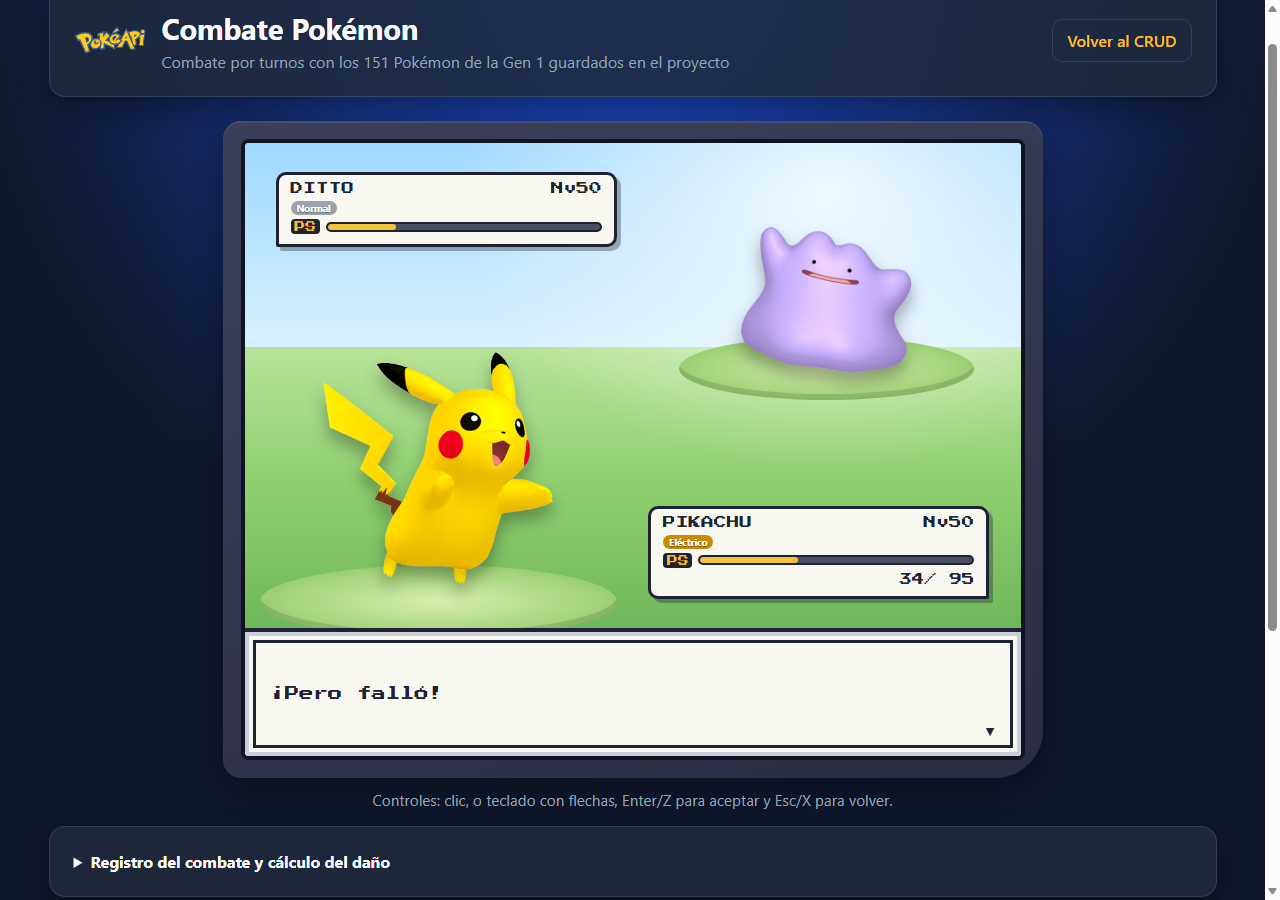 PokéApi
Combate Pokémon
Combate por turnos con los 151 Pokémon de la Gen 1 guardados en el proyecto
Volver al CRUD
DITTO Nv50
Normal
PS
PIKACHU Nv50
Eléctrico
PS
34/ 95
¡Pero falló!
▼
Controles: clic, o teclado con flechas, Enter/Z para aceptar y Esc/X para volver.
▶ Registro del combate y cálculo del daño